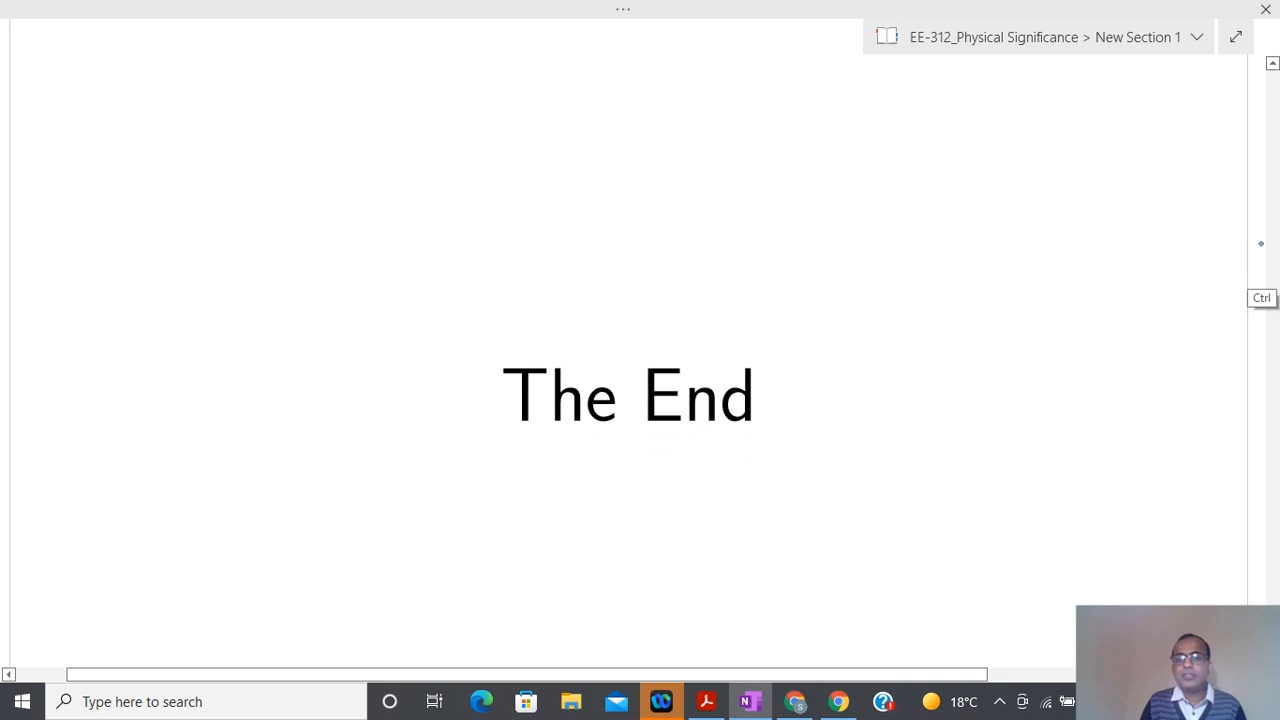 ...
EE-312_Physical Significance > New Section 1
Ctrl
The End
Type here to search
18°C